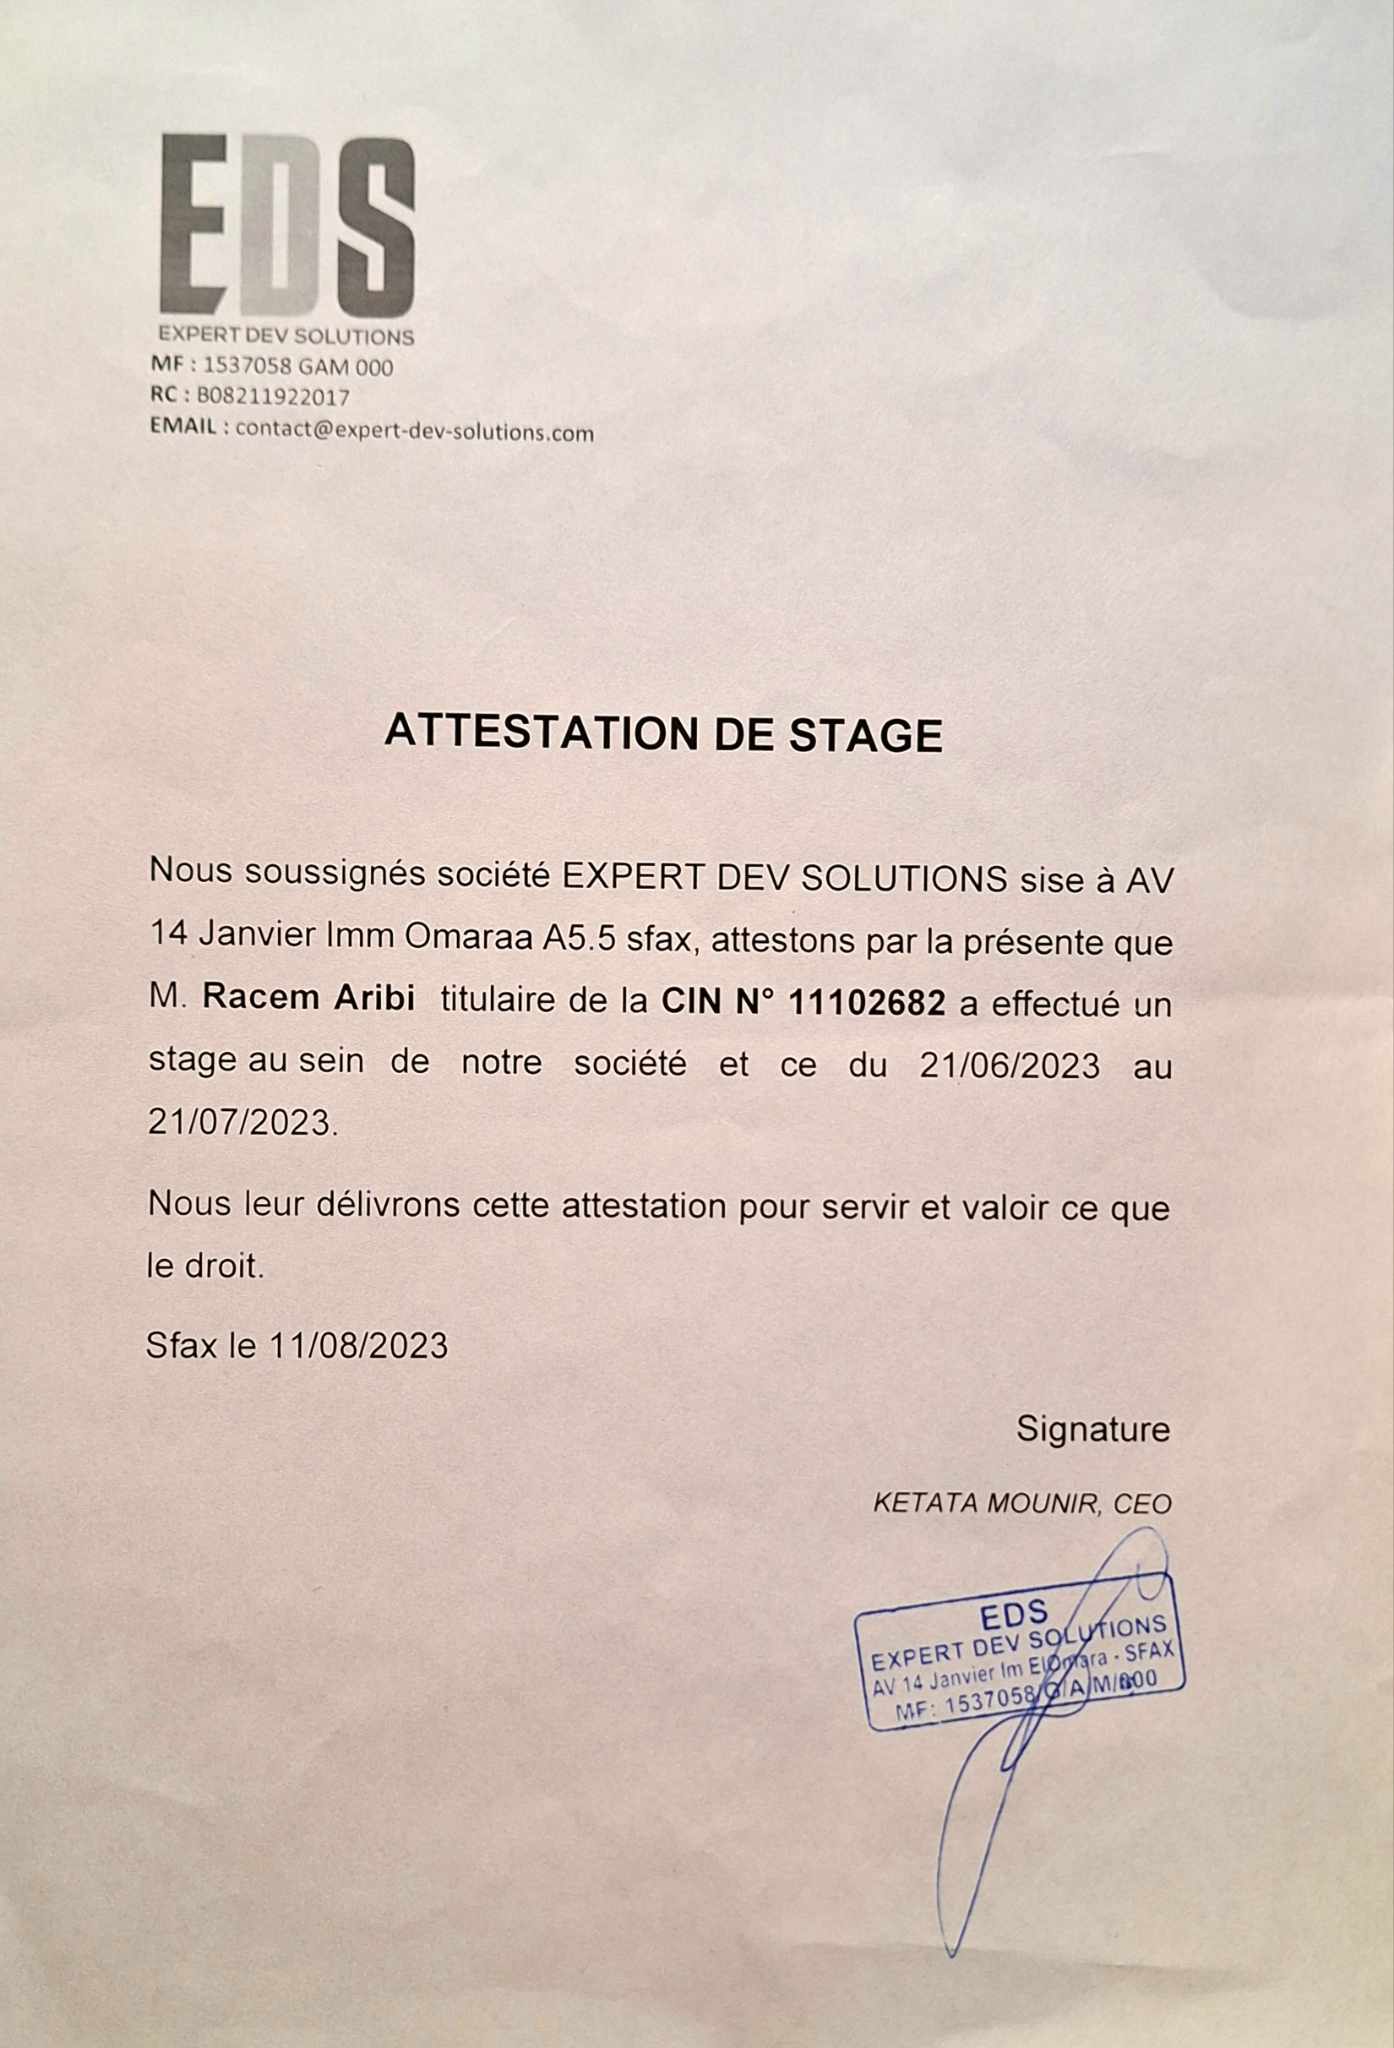 EDS
EXPERT DEV SOLUTIONS
MF : 1537058 GAM 000
RC : B08211922017
EMAIL : contact@expert-dev-solutions.com
ATTESTATION DE STAGE
Nous soussignés société EXPERT DEV SOLUTIONS sise à AV
14 Janvier Imm Omaraa A5.5 sfax, attestons par la présente que
M. Racem Aribi titulaire de la CIN N° 11102682 a effectué un
stage au sein de notre société et ce du 21/06/2023 au
21/07/2023.
Nous leur délivrons cette attestation pour servir et valoir ce que
le droit.
Sfax le 11/08/2023
Signature
KETATA MOUNIR, CEO
EDS
EXPERT DEV SOLUTIONS
AV 14 Janvier Im ElOmara - SFAX
MF: 1537058/G/A/M/000